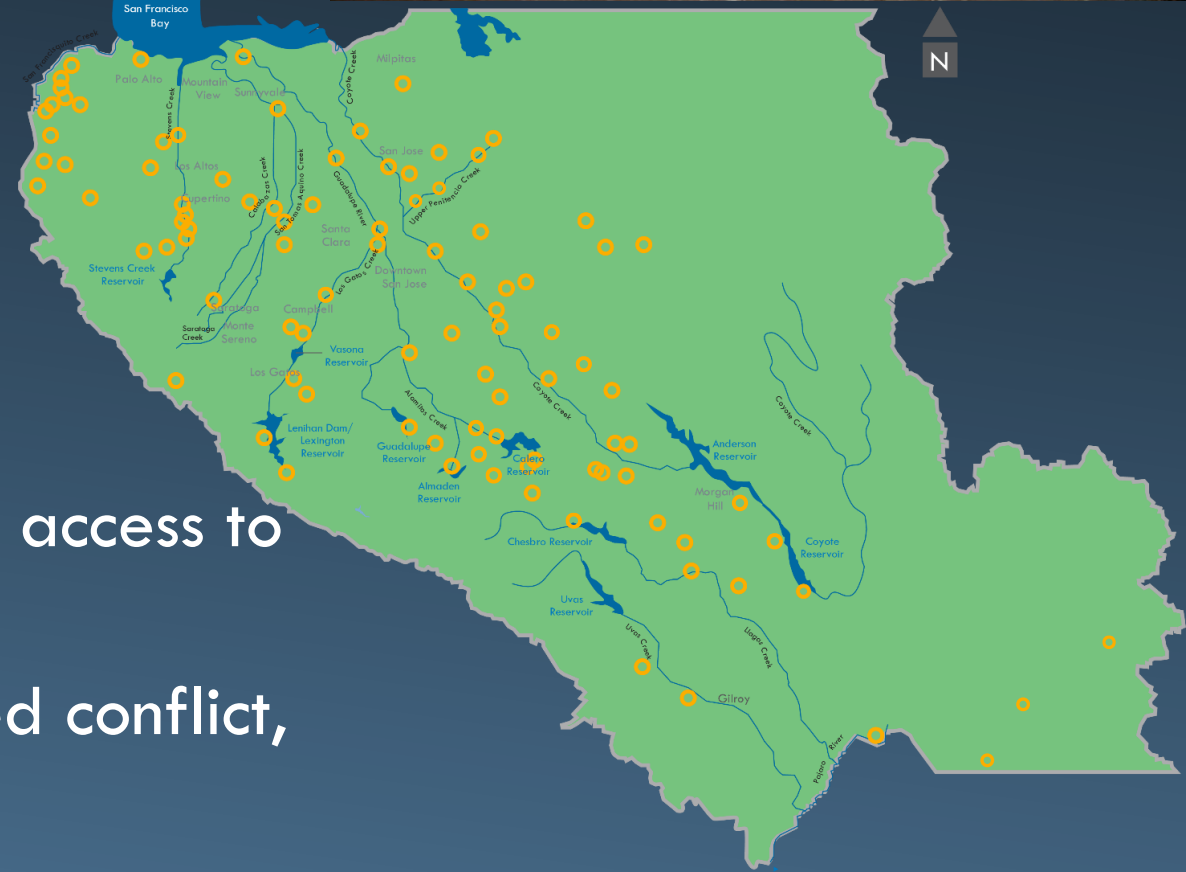 San Francisco
Bay
N
San Francisquito Creek
Palo Alto
Mountain
View
Sunnyvale
Milpitas
Coyote Creek
Stevens Creek
Los Altos
Cupertino
Calabazas Creek
San Tomas Aquino Creek
Guadalupe River
San Jose
Upper Penitencia Creek
Santa
Clara
Los Gatos Creek
Downtown
San Jose
Stevens Creek
Reservoir
Saratoga
Campbell
Saratoga
Creek
Monte
Sereno
Vasona
Reservoir
Los Gatos
Alamitos Creek
Coyote Creek
Coyote Creek
Lenihan Dam/
Lexington
Reservoir
Guadalupe
Reservoir
Calero
Reservoir
Anderson
Reservoir
Almaden
Reservoir
Morgan
Hill
access to
Chesbro Reservoir
Coyote
Reservoir
Uvas
Reservoir
Uvas Creek
Llagas Creek
Gilroy
d conflict,
Pajaro River